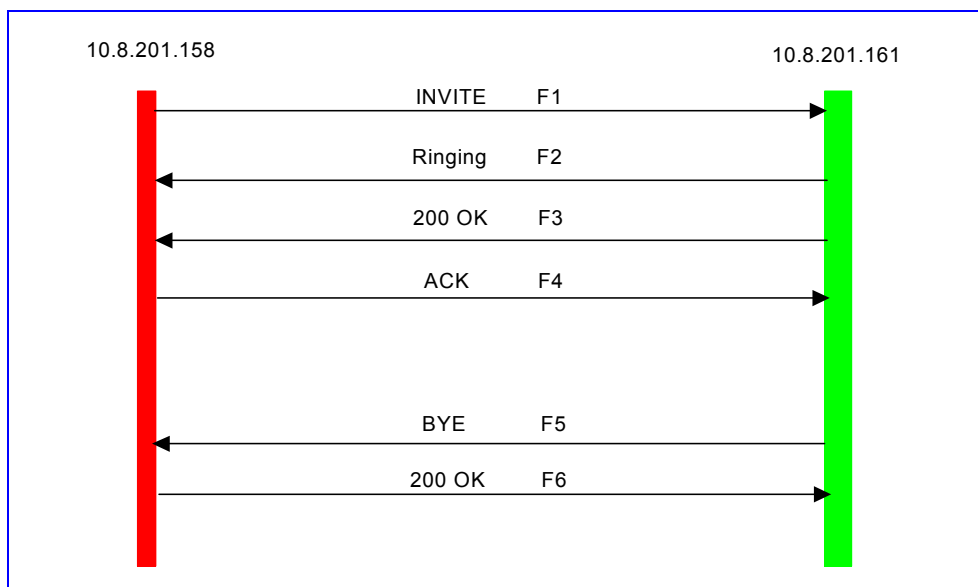 10.8.201.158
10.8.201.161
INVITE F1
Ringing F2
200 OK F3
ACK F4
BYE F5
200 OK F6